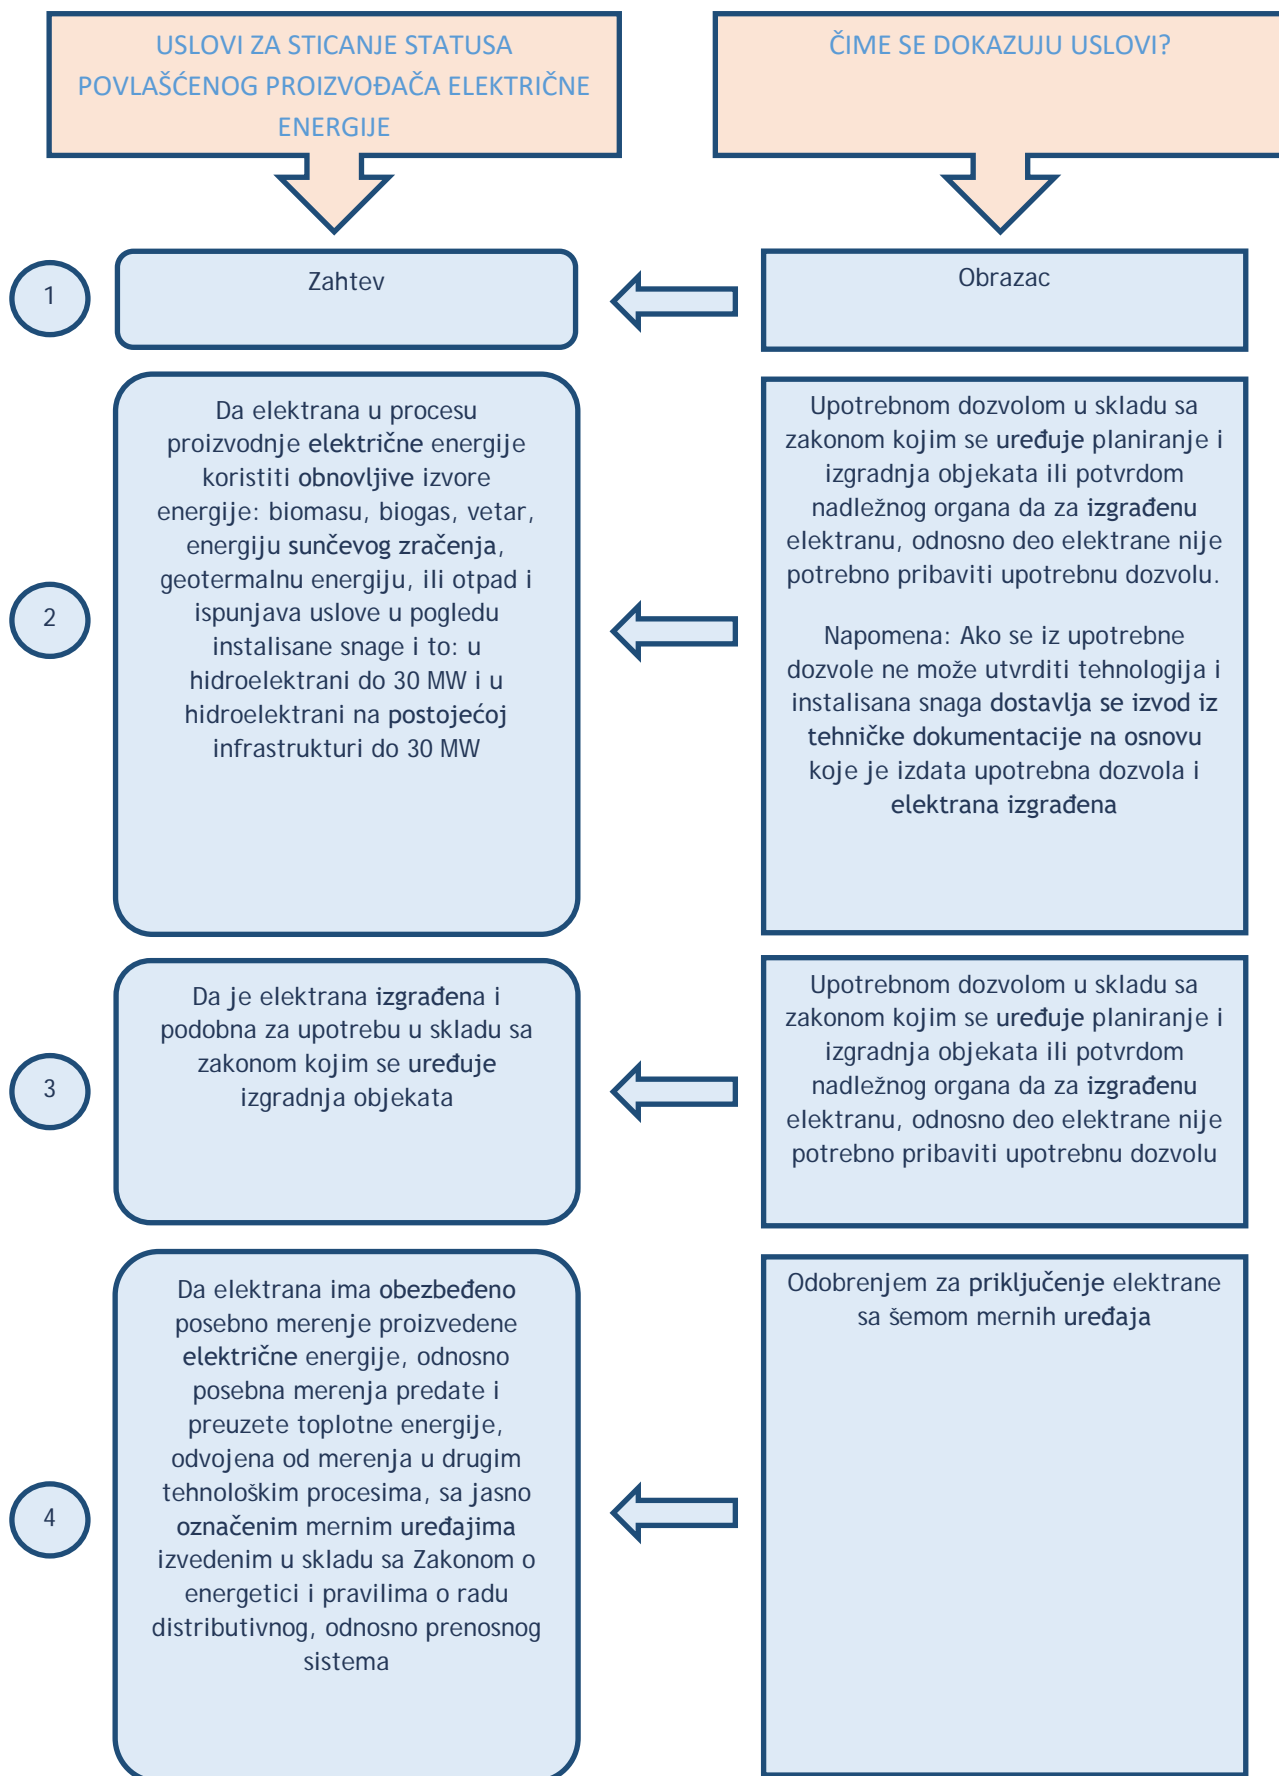 USLOVI ZA STICANJE STATUSA
POVLAŠĆENOG PROIZVOĐAČA ELEKTRIČNE
ENERGIJE
ČIME SE DOKAZUJU USLOVI?
1
Zahtev
Obrazac
2
Da elektrana u procesu
proizvodnje električne energije
koristiti obnovljive izvore
energije: biomasu, biogas, vetar,
energiju sunčevog zračenja,
geotermalnu energiju, ili otpad i
ispunjava uslove u pogledu
instalisane snage i to: u
hidroelektrani do 30 MW i u
hidroelektrani na postojećoj
infrastrukturi do 30 MW
Upotrebnom dozvolom u skladu sa
zakonom kojim se uređuje planiranje i
izgradnja objekata ili potvrdom
nadležnog organa da za izgrađenu
elektranu, odnosno deo elektrane nije
potrebno pribaviti upotrebnu dozvolu.
Napomena: Ako se iz upotrebne
dozvole ne može utvrditi tehnologija i
instalisana snaga dostavlja se izvod iz
tehničke dokumentacije na osnovu
koje je izdata upotrebna dozvola i
elektrana izgrađena
3
Da je elektrana izgrađena i
podobna za upotrebu u skladu sa
zakonom kojim se uređuje
izgradnja objekata
Upotrebnom dozvolom u skladu sa
zakonom kojim se uređuje planiranje i
izgradnja objekata ili potvrdom
nadležnog organa da za izgrađenu
elektranu, odnosno deo elektrane nije
potrebno pribaviti upotrebnu dozvolu
4
Da elektrana ima obezbeđeno
posebno merenje proizvedene
električne energije, odnosno
posebna merenja predate i
preuzete toplotne energije,
odvojena od merenja u drugim
tehnološkim procesima, sa jasno
označenim mernim uređajima
izvedenim u skladu sa Zakonom o
energetici i pravilima o radu
distributivnog, odnosno prenosnog
sistema
Odobrenjem za priključenje elektrane
sa šemom mernih uređaja